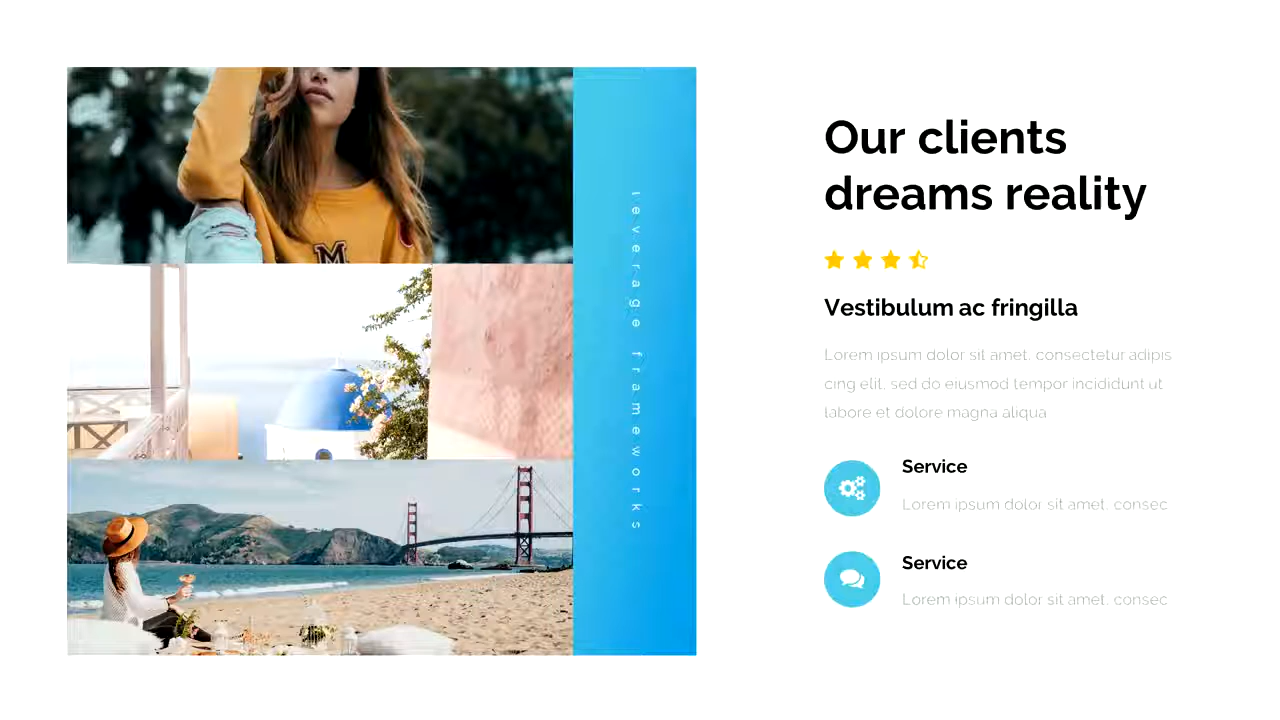 M
leverage frameworks
Our clients
dreams reality
Vestibulum ac fringilla
Lorem ipsum dolor sit amet, consectetur adipis
cing elit, sed do eiusmod tempor incididunt ut
labore et dolore magna aliqua
Service
Lorem ipsum dolor sit amet, consec
Service
Lorem ipsum dolor sit amet, consec